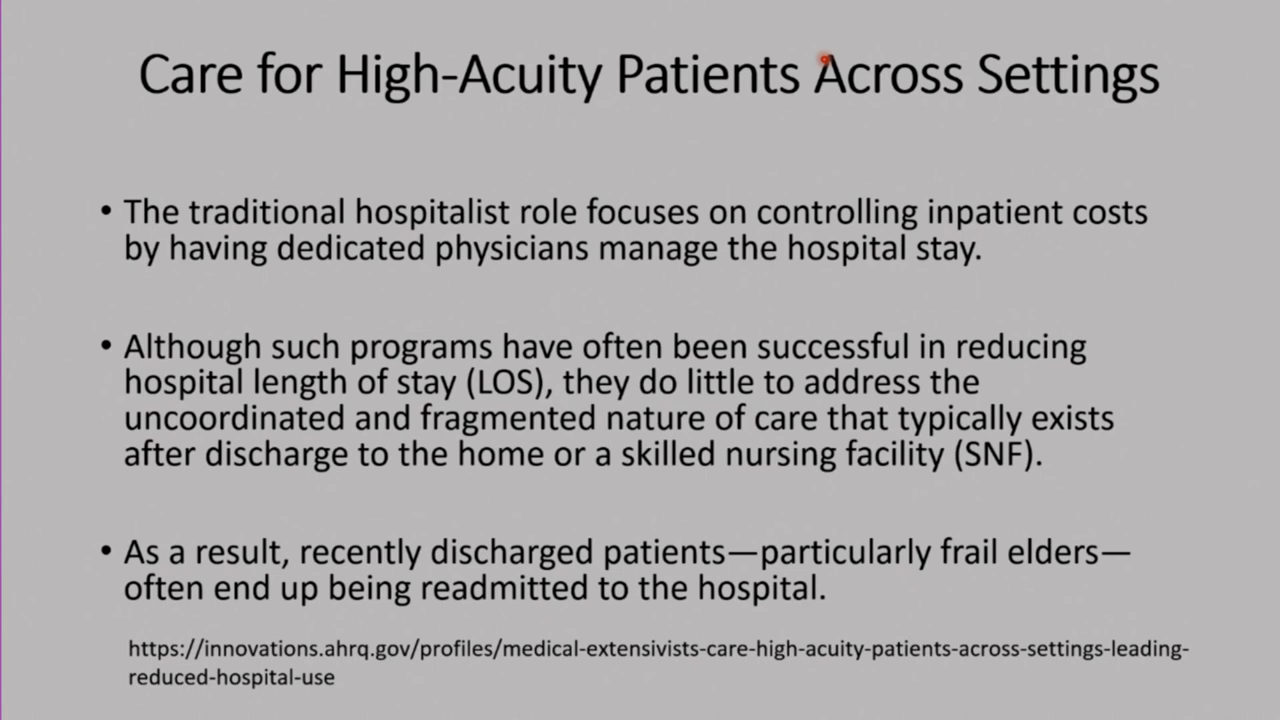 Care for High-Acuity Patients Across Settings
• The traditional hospitalist role focuses on controlling inpatient costs
by having dedicated physicians manage the hospital stay.
• Although such programs have often been successful in reducing
hospital length of stay (LOS), they do little to address the
uncoordinated and fragmented nature of care that typically exists
after discharge to the home or a skilled nursing facility (SNF).
• As a result, recently discharged patients—particularly frail elders—
often end up being readmitted to the hospital.
https://innovations.ahrq.gov/profiles/medical-extensivists-care-high-acuity-patients-across-settings-leading-
reduced-hospital-use